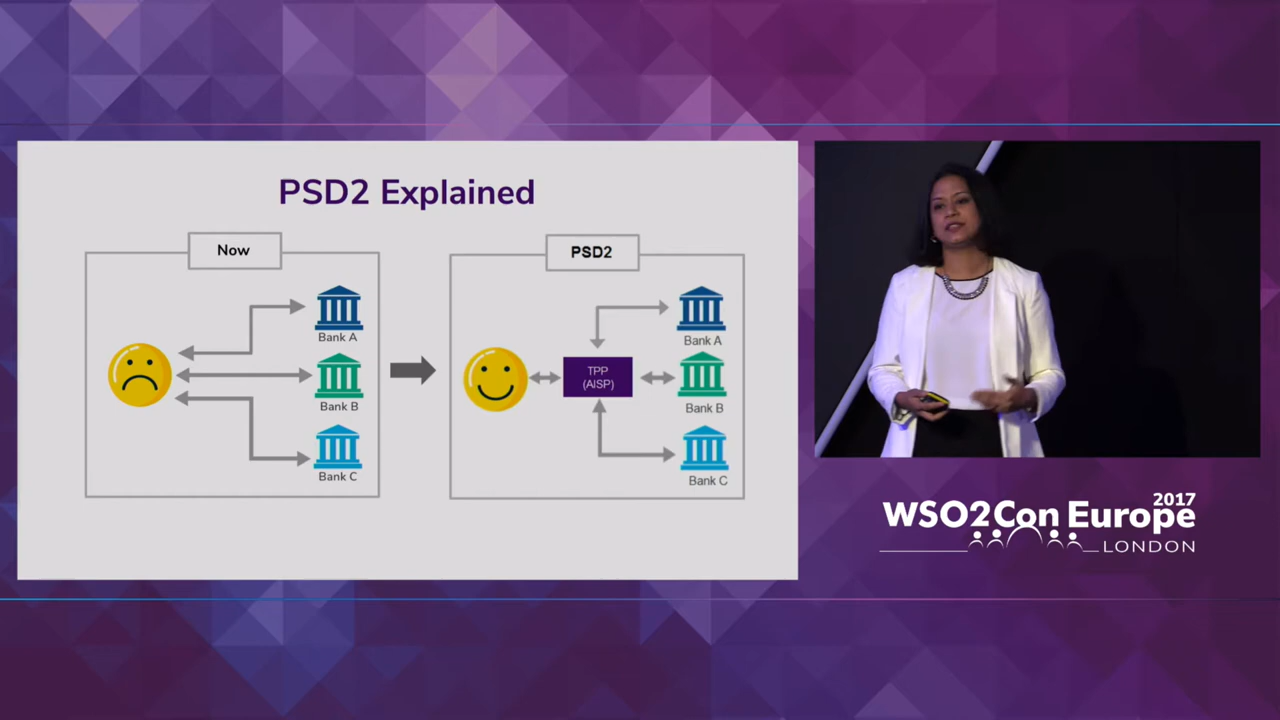 PSD2 Explained
Now
Bank A
Bank B
Bank C
PSD2
TPP
(AISP)
Bank A
Bank B
Bank C
2017
WSO2Con Europe
LONDON